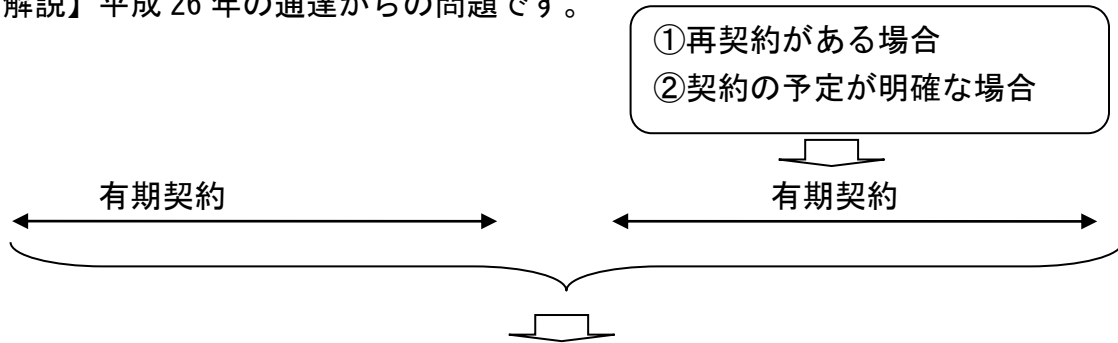 解説】平成 26 年の通達からの問題です。
①再契約がある場合
②契約の予定が明確な場合
有期契約
有期契約